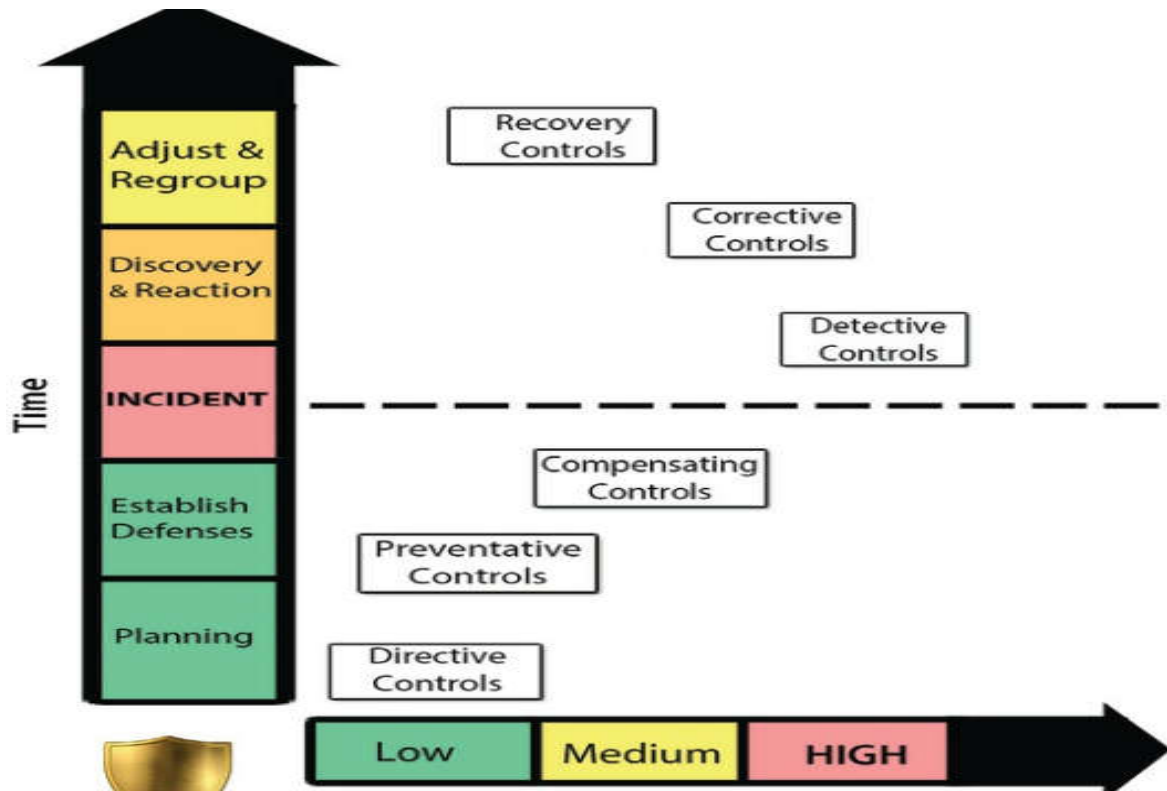 Adjust &
Regroup
Recovery
Controls
Corrective
Controls
Discovery
& Reaction
Detective
Controls
INCIDENT
Time
Compensating
Controls
Establish
Defenses
Preventative
Controls
Planning
Directive
Controls
Low
Medium
HIGH